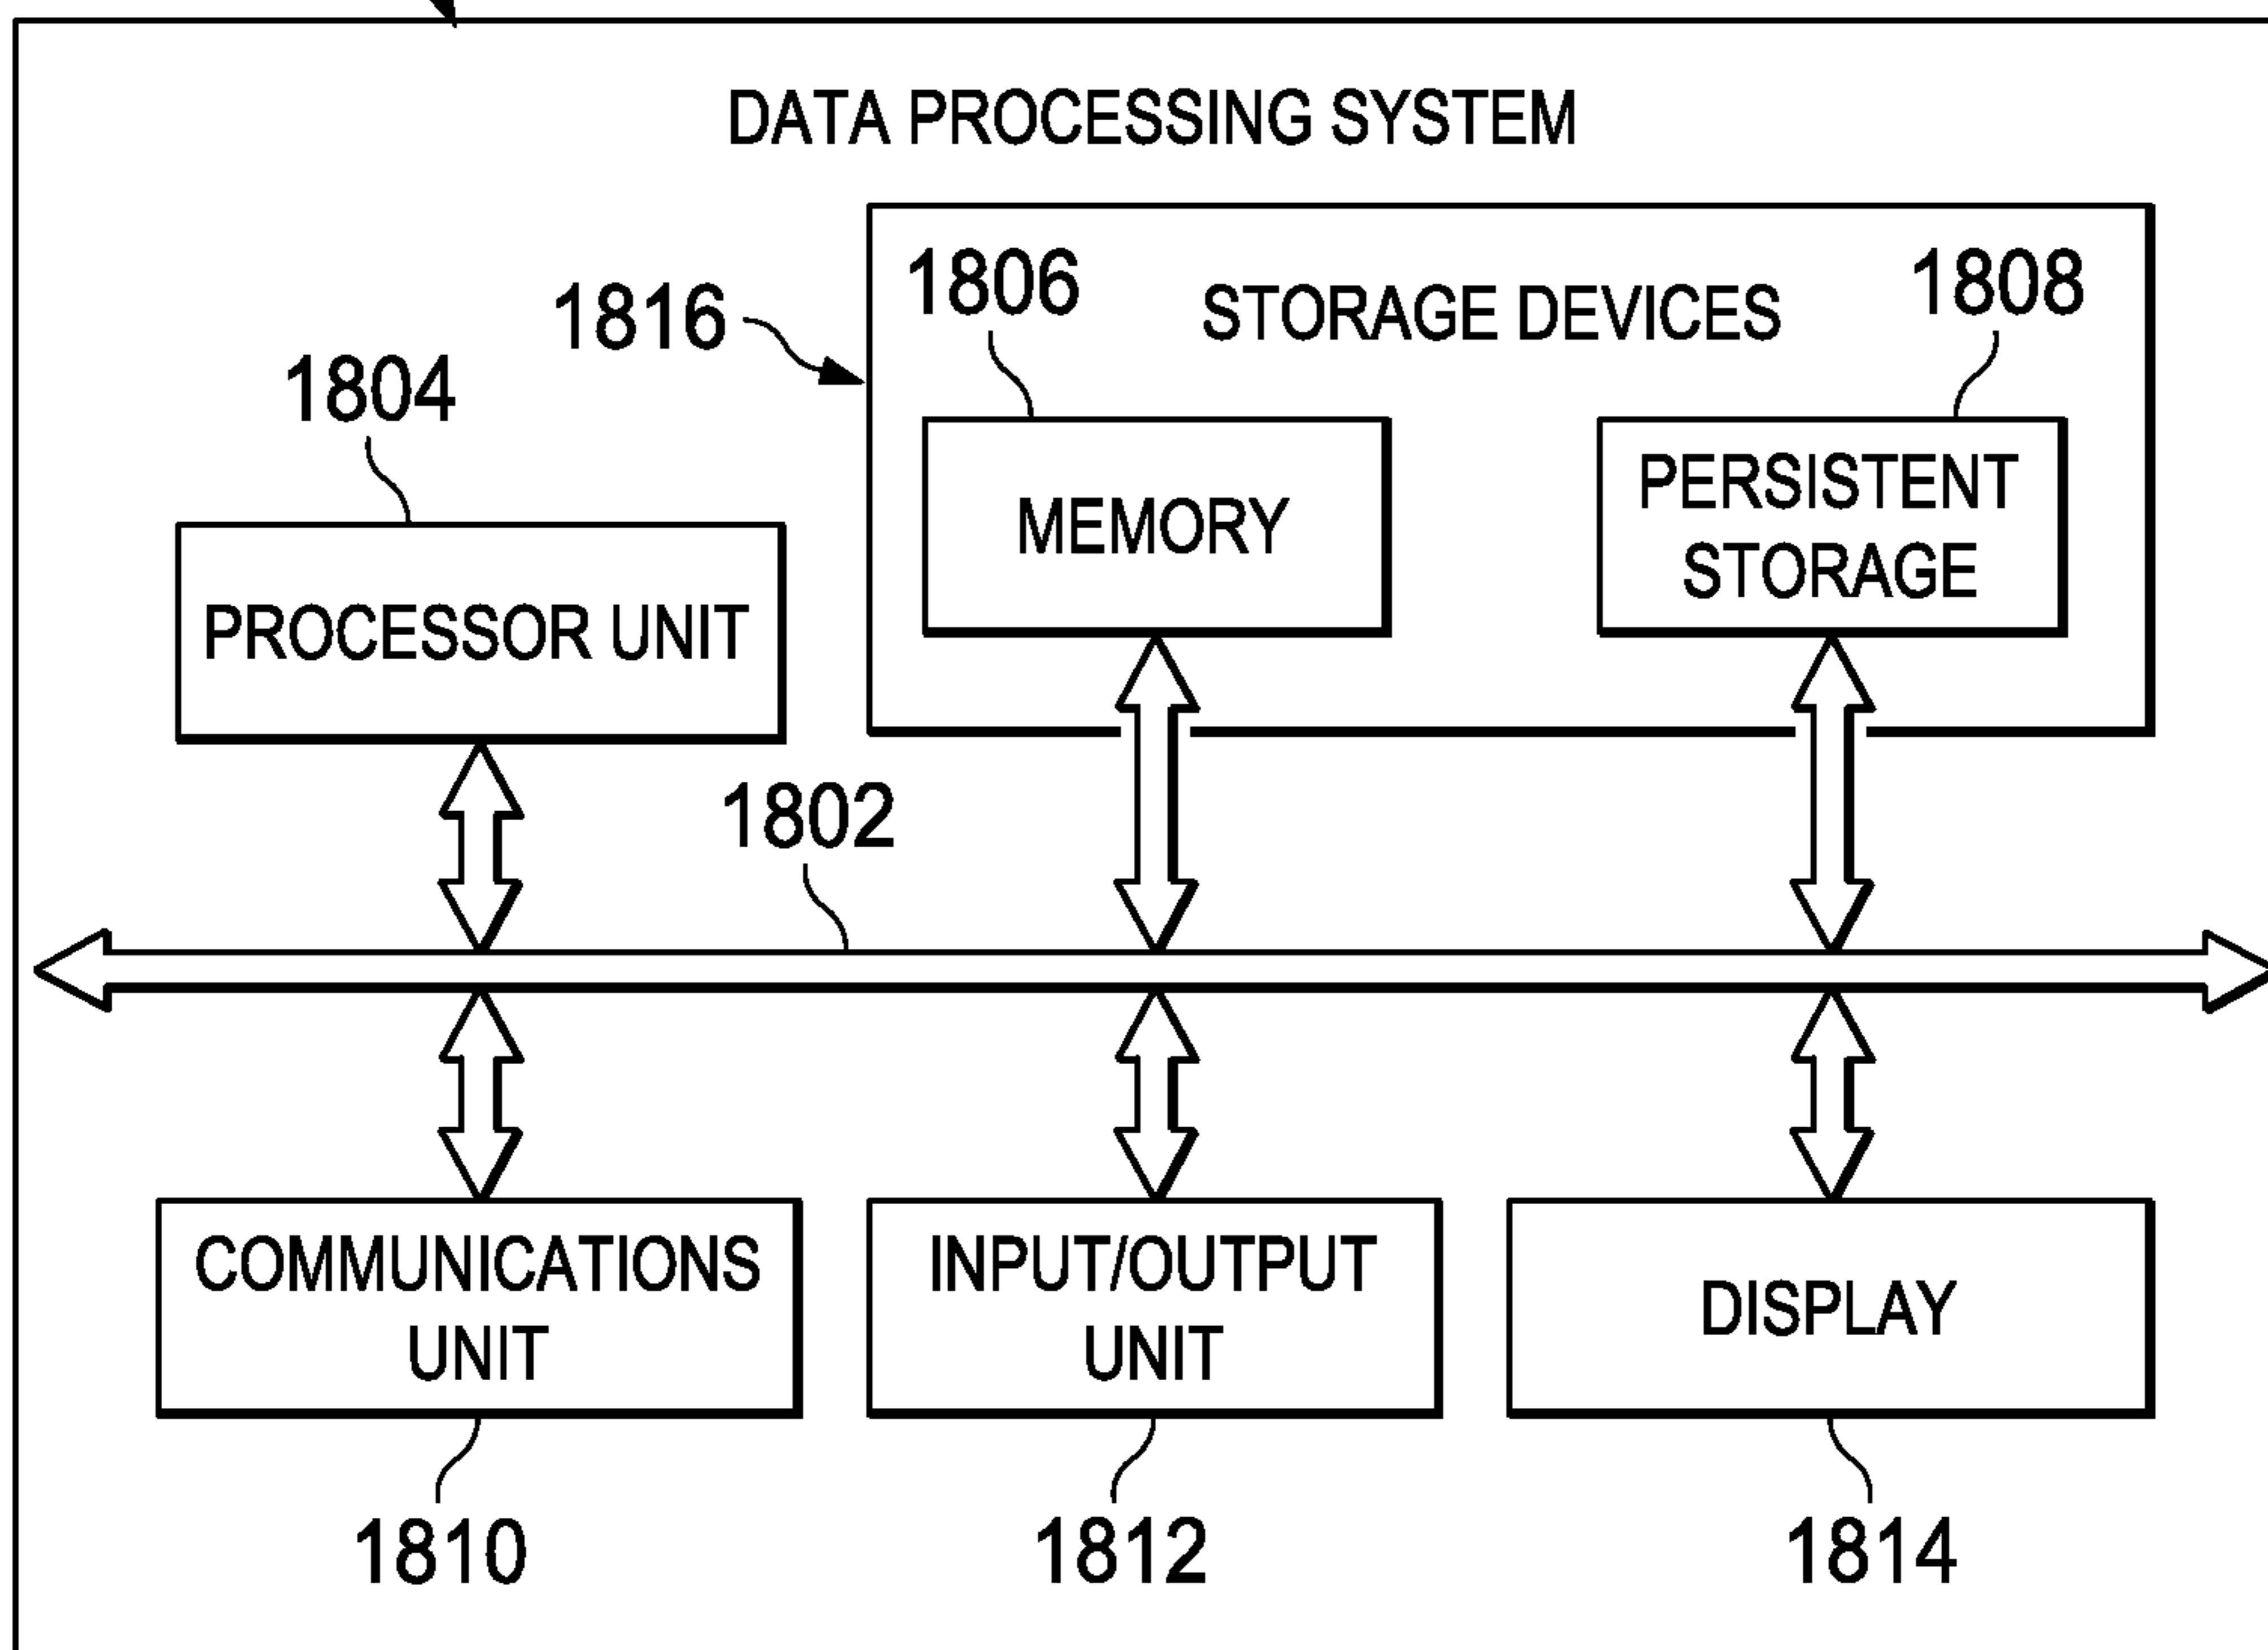 DATA PROCESSING SYSTEM
1816
1806
STORAGE DEVICES
1808
1804
MEMORY
PERSISTENT
STORAGE
PROCESSOR UNIT
1802
COMMUNICATIONS
UNIT
INPUT/OUTPUT
UNIT
DISPLAY
1810
1812
1814